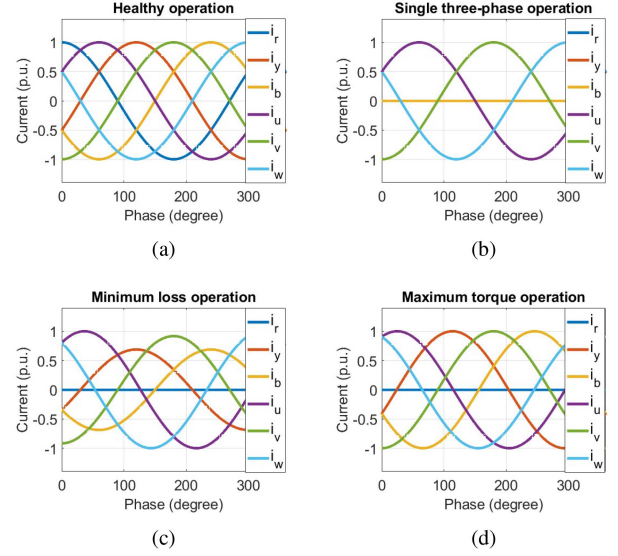 Healthy operation
Current (p.u.)
1
0.5
0
-0.5
-1
0
100
200
300
Phase (degree)
i_r
i_y
i_b
i_u
i_v
i_w
(a)
Single three-phase operation
Current (p.u.)
1
0.5
0
-0.5
-1
0
100
200
300
Phase (degree)
i_r
i_y
i_b
i_u
i_v
i_w
(b)
Minimum loss operation
Current (p.u.)
1
0.5
0
-0.5
-1
0
100
200
300
Phase (degree)
i_r
i_y
i_b
i_u
i_v
i_w
(c)
Maximum torque operation
Current (p.u.)
1
0.5
0
-0.5
-1
0
100
200
300
Phase (degree)
i_r
i_y
i_b
i_u
i_v
i_w
(d)